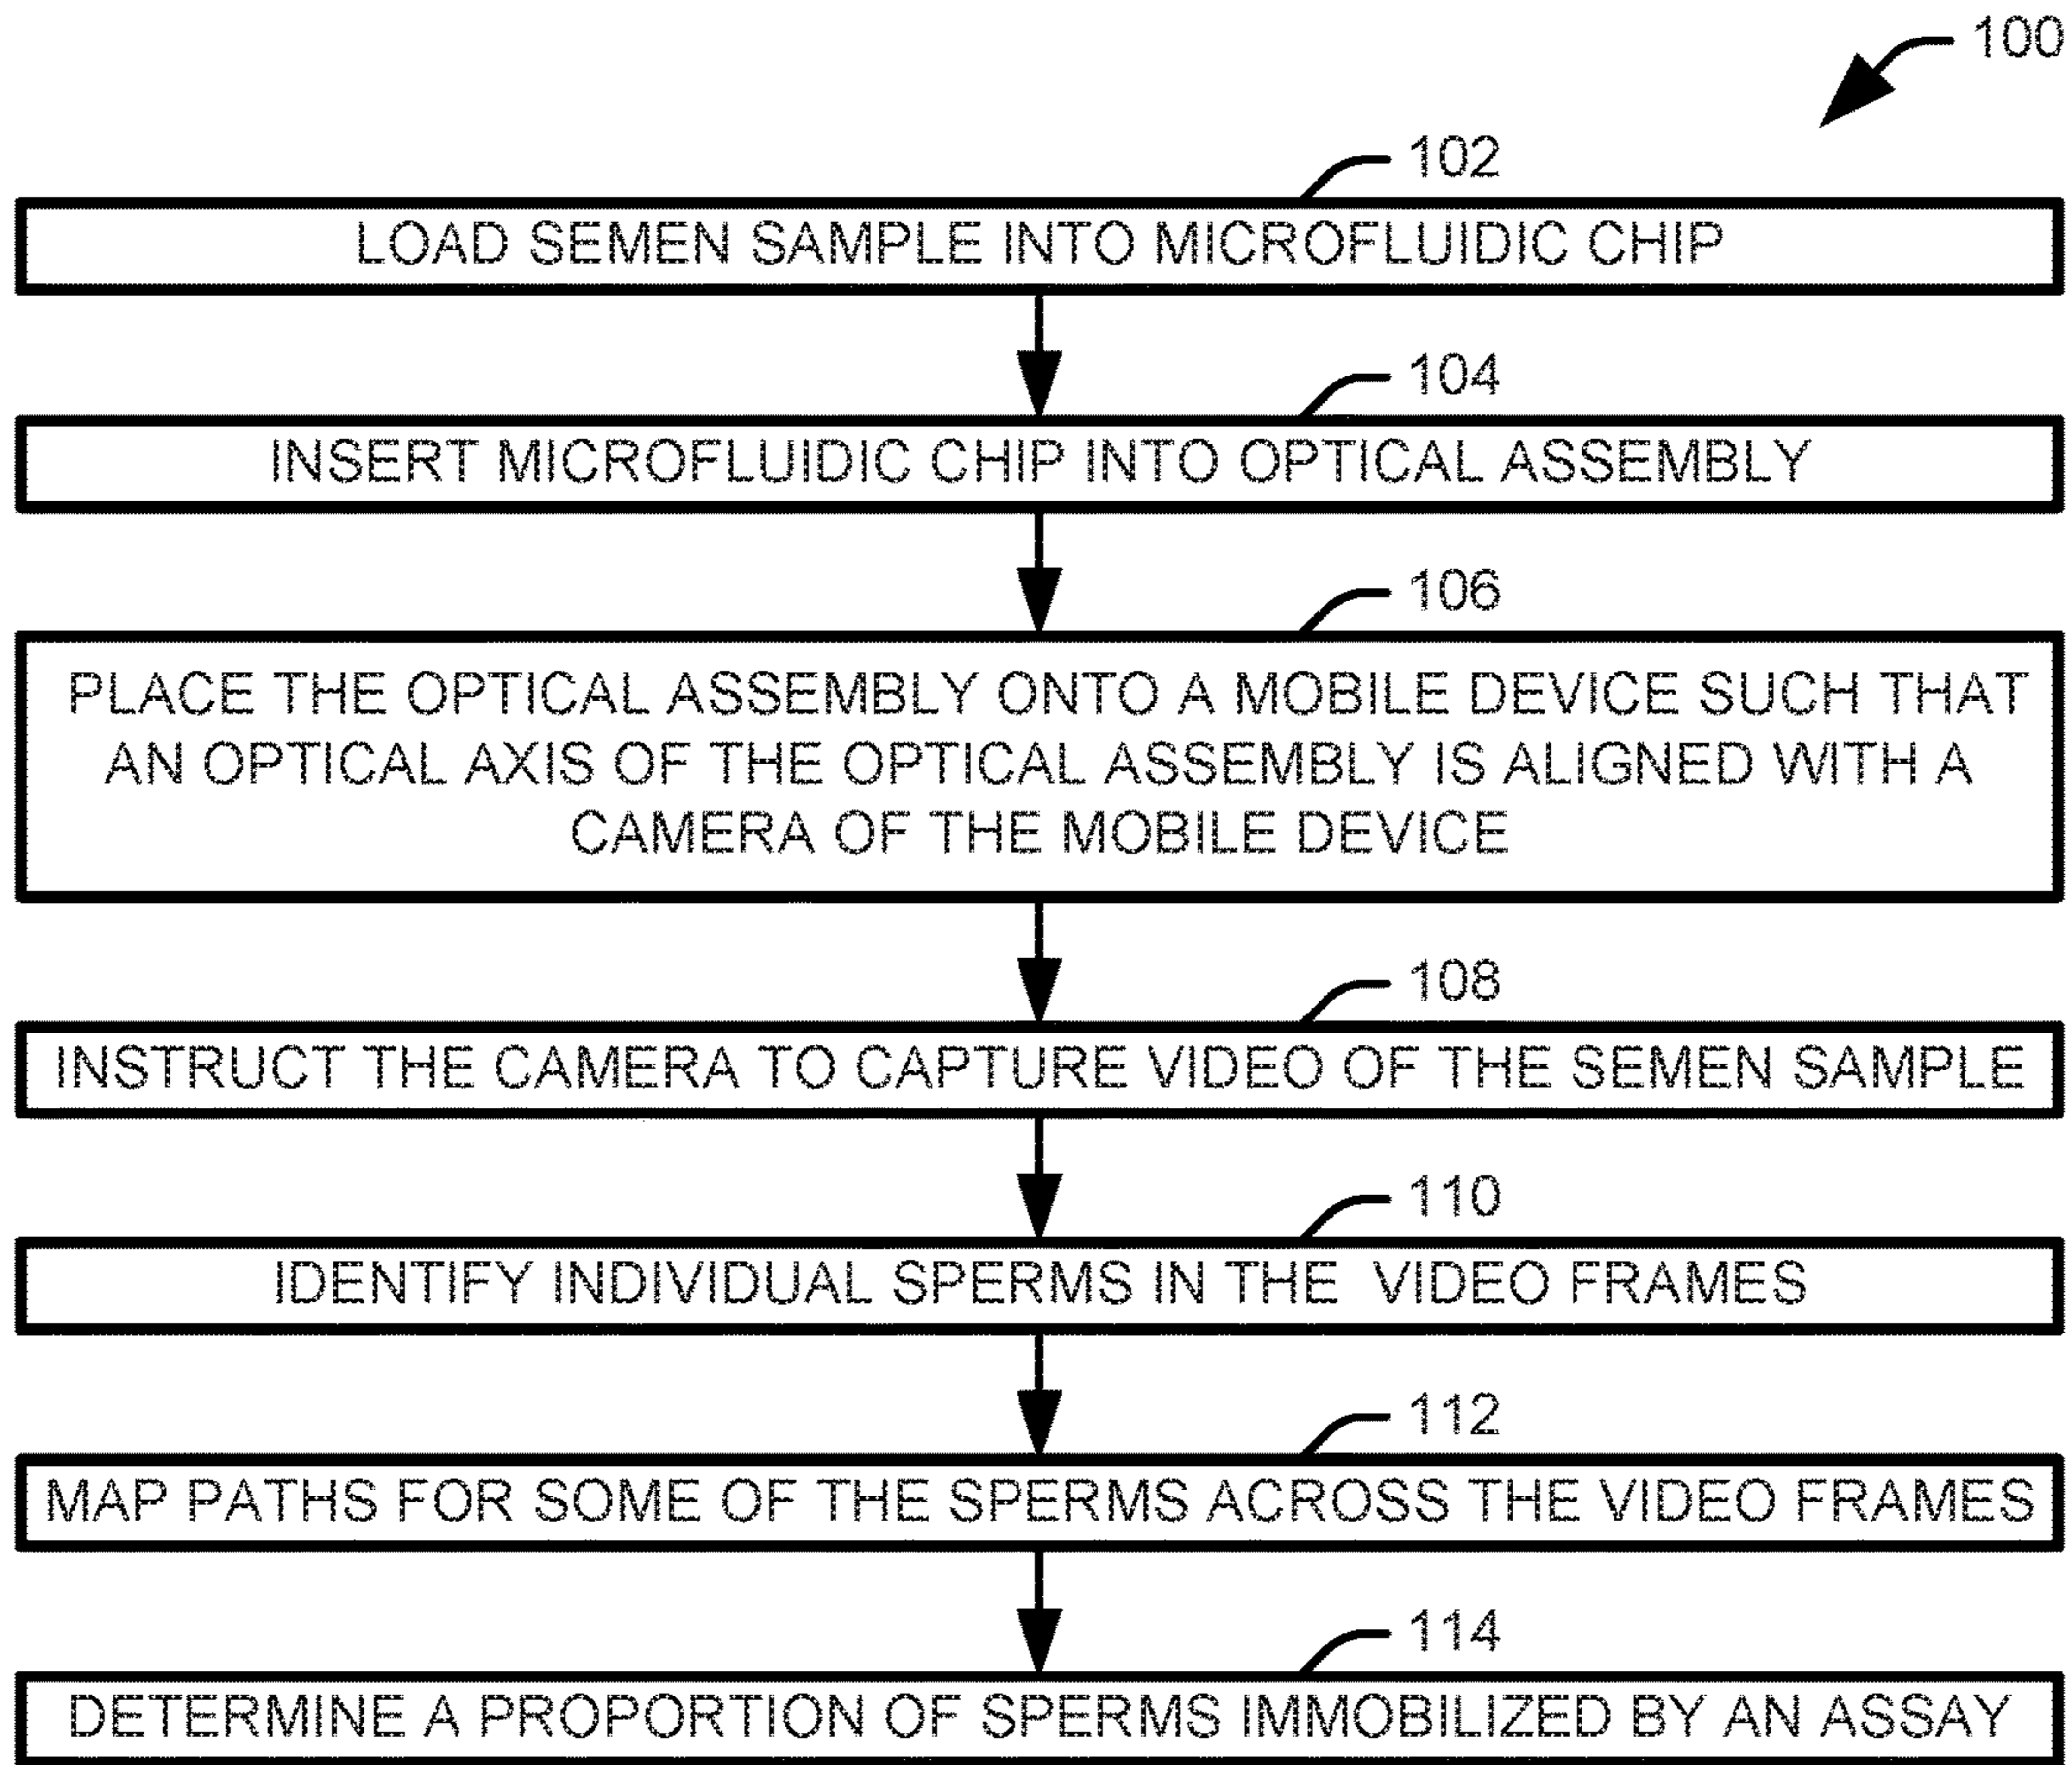 100
102
LOAD SEMEN SAMPLE INTO MICROFLUIDIC CHIP
104
INSERT MICROFLUIDIC CHIP INTO OPTICAL ASSEMBLY
106
PLACE THE OPTICAL ASSEMBLY ONTO A MOBILE DEVICE SUCH THAT
AN OPTICAL AXIS OF THE OPTICAL ASSEMBLY IS ALIGNED WITH A
CAMERA OF THE MOBILE DEVICE
108
INSTRUCT THE CAMERA TO CAPTURE VIDEO OF THE SEMEN SAMPLE
110
IDENTIFY INDIVIDUAL SPERMS IN THE VIDEO FRAMES
112
MAP PATHS FOR SOME OF THE SPERMS ACROSS THE VIDEO FRAMES
114
DETERMINE A PROPORTION OF SPERMS IMMOBILIZED BY AN ASSAY